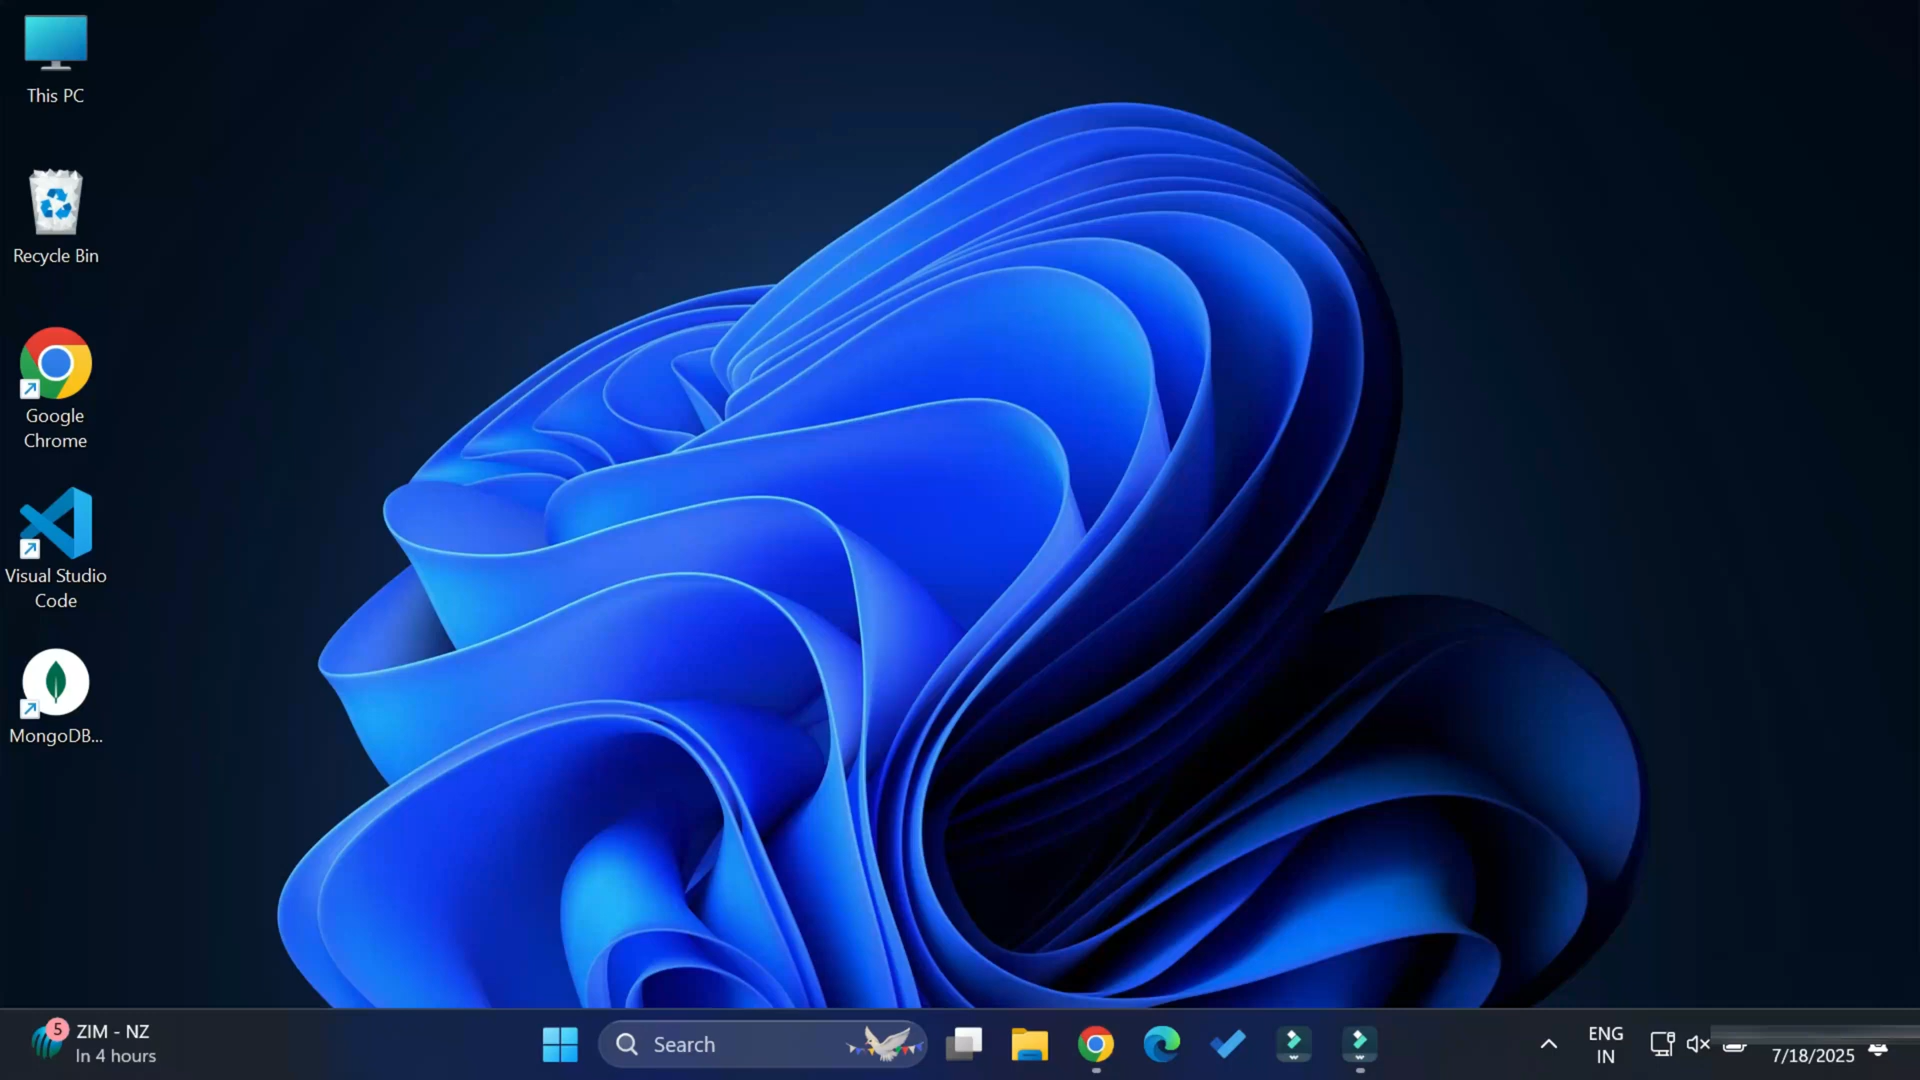 This PC
Recycle Bin
Google
Chrome
Visual Studio
Code
MongoDB...
5
ZIM - NZ
In 4 hours
Search
ENG
IN
7/18/2025